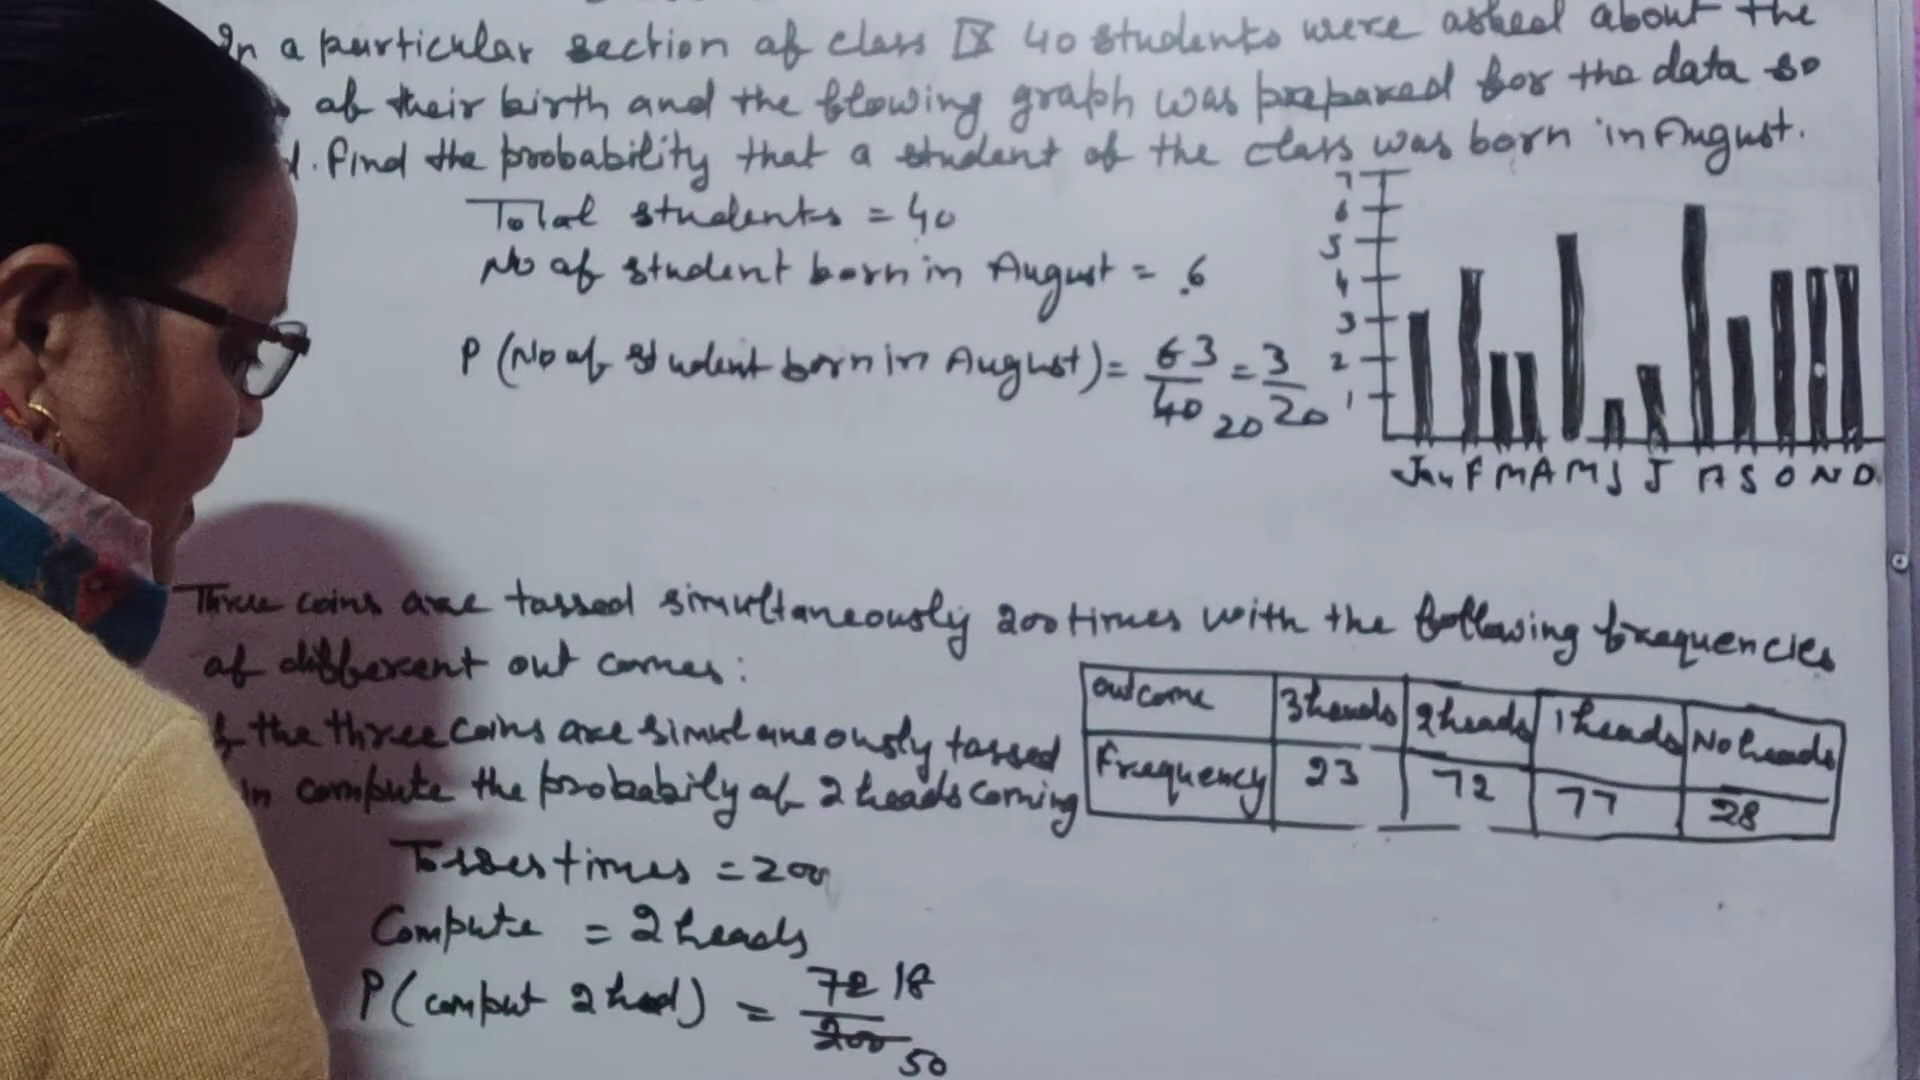 In a particular section of class IX 40 students were asked about the
of their birth and the flowing graph was prepared for the data so
d. find the probability that a student of the class was born in August.
Total students = 40
No of student born in August = 6
P (No of student born in August) = 6 3 / 40 20 = 3 / 20
7
6
5
4
3
2
1
Jan F M A M J J A S O N D
Three coins are tossed simultaneously 200 times with the following frequencies
of different out comes:
f the three coins are simultaneously tossed
in compute the probabily of 2 heads coming
outcome 3 heads 2 heads 1 heads No heads
Frequency 23 72 77 28
Tosses times = 200
Compute = 2 heads
P (comput 2 hed) = 72 18 / 200 50